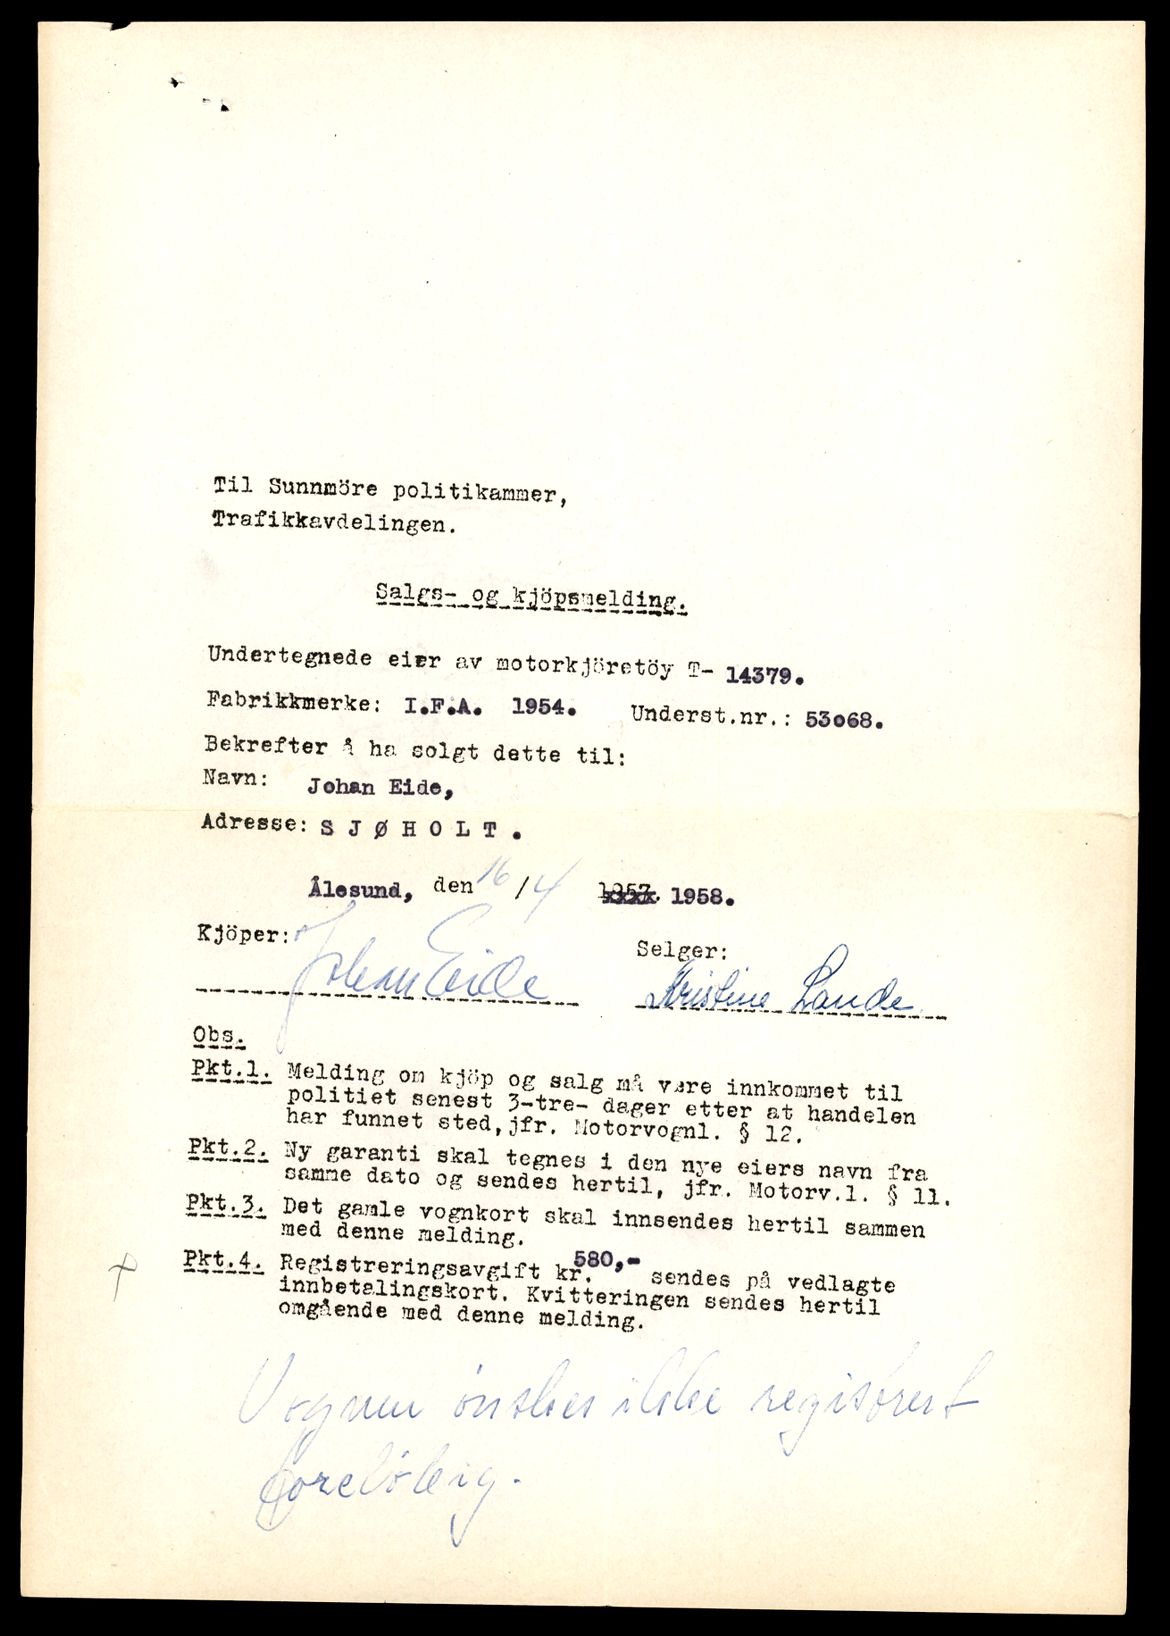 Til Sunnmöre politikammer,
Trafikkavdelingen.
Salgs- og kjöpsmelding.
Undertegnede eier av motorkjöretöy T- 14379.
Fabrikkmerke: I.F.A. 1954. Underst.nr.: 53068.
Bekrefter å ha solgt dette til:
Navn: Johan Eide,
Adresse: S J Ø H O L T .
Ålesund, den 16/4 1957 1958.
Kjöper: Johan Eide
Selger: Kristine Lande
Obs.
Pkt.1. Melding om kjöp og salg må være innkommet til
politiet senest 3-tre- dager etter at handelen
har funnet sted, jfr. Motorvognl. § 12.
Pkt.2. Ny garanti skal tegnes i den nye eiers navn fra
samme dato og sendes hertil, jfr. Motorv.l. § 11.
Pkt.3. Det gamle vognkort skal innsendes hertil sammen
med denne melding.
Pkt.4. Registreringsavgift kr. 580,- sendes på vedlagte
innbetalingskort. Kvitteringen sendes hertil
omgående med denne melding.
Vognen ønskes ikke registrert
foreløbig.